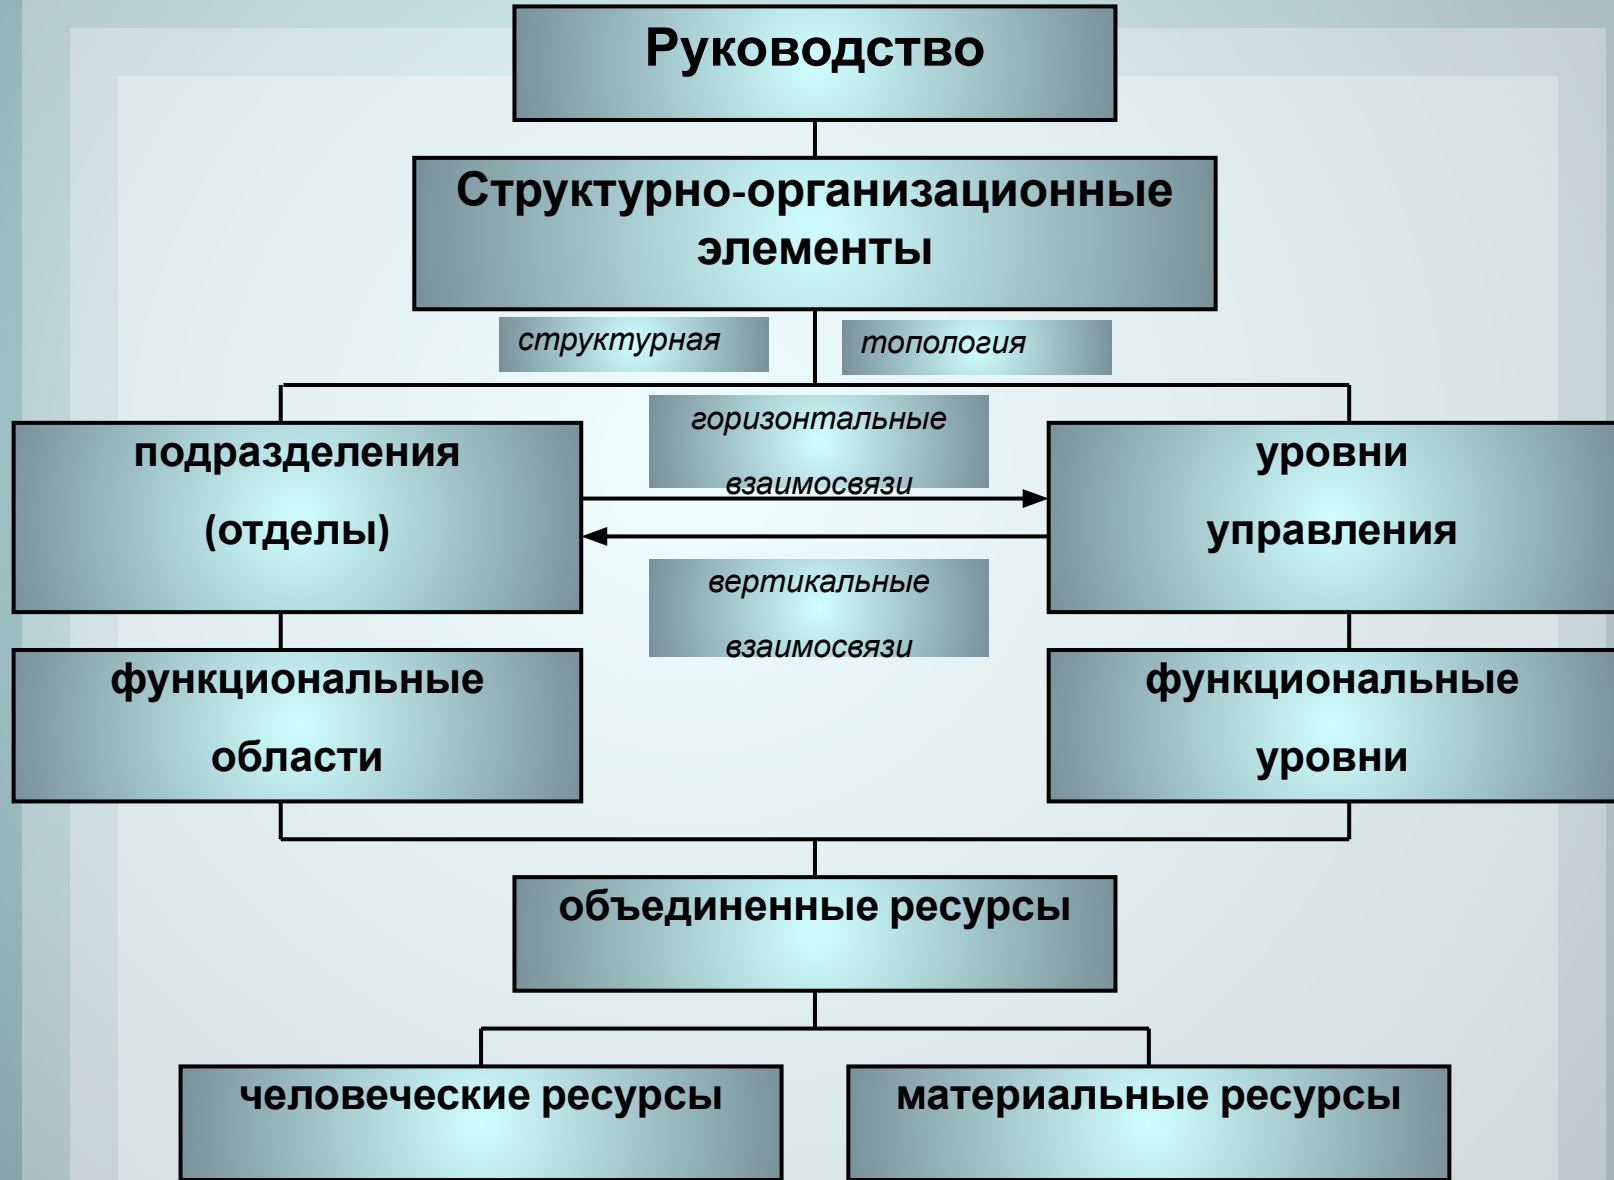 Руководство
Структурно-организационные
элементы
структурная
топология
горизонтальные
взаимосвязи
подразделения
(отделы)
уровни
управления
вертикальные
взаимосвязи
функциональные
области
функциональные
уровни
объединенные ресурсы
человеческие ресурсы
материальные ресурсы